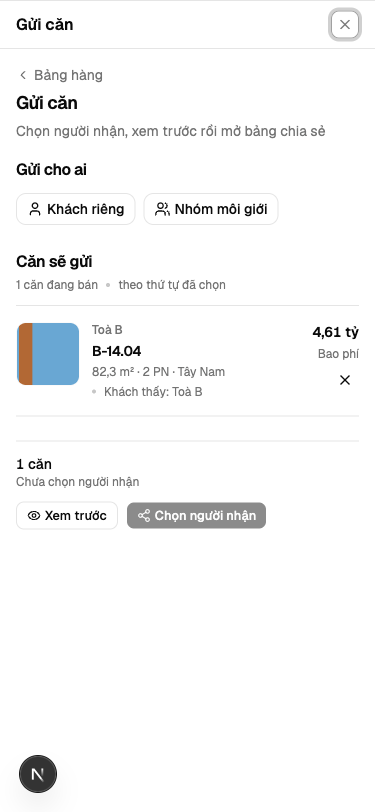 Gửi căn
Bảng hàng
Gửi căn
Chọn người nhận, xem trước rồi mở bảng chia sẻ
Gửi cho ai
Khách riêng
Nhóm môi giới
Căn sẽ gửi
1 căn đang bán • theo thứ tự đã chọn
Toà B
4,61 tỷ
B-14.04
Bao phí
82,3 m² · 2 PN · Tây Nam
• Khách thấy: Toà B
1 căn
Chưa chọn người nhận
Xem trước
Chọn người nhận
N